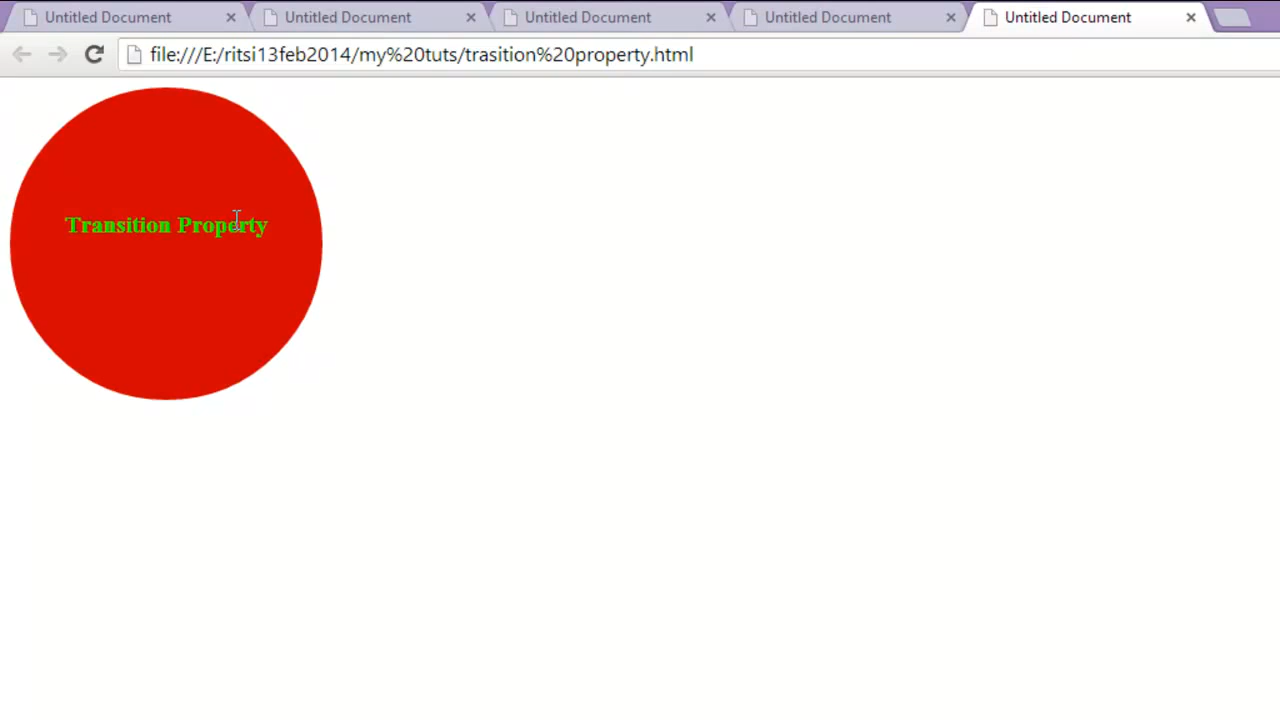 Untitled Document
Untitled Document
Untitled Document
Untitled Document
Untitled Document
file:///E:/ritsi13feb2014/my%20tuts/trasition%20property.html
Transition Property